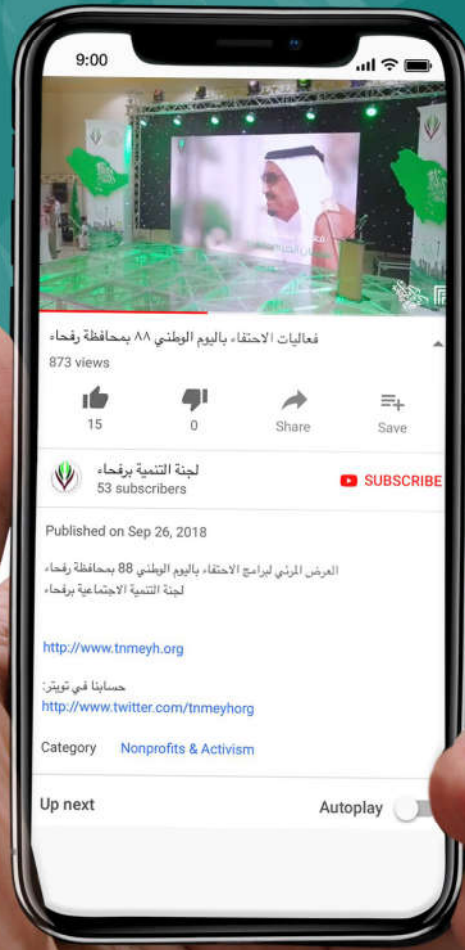 9:00
فعاليات الاحتفاء باليوم الوطني ٨٨ بمحافظة رفحاء
873 views
15
0
Share
Save
لجنة التنمية برفحاء
53 subscribers
SUBSCRIBE
Published on Sep 26, 2018
العرض المرئي لبرامج الاحتفاء باليوم الوطني 88 بمحافظة رفحاء
لجنة التنمية الاجتماعية برفحاء
http://www.tnmeyh.org
حسابنا في تويتر:
http://www.twitter.com/tnmeyhorg
Category Nonprofits & Activism
Up next
Autoplay